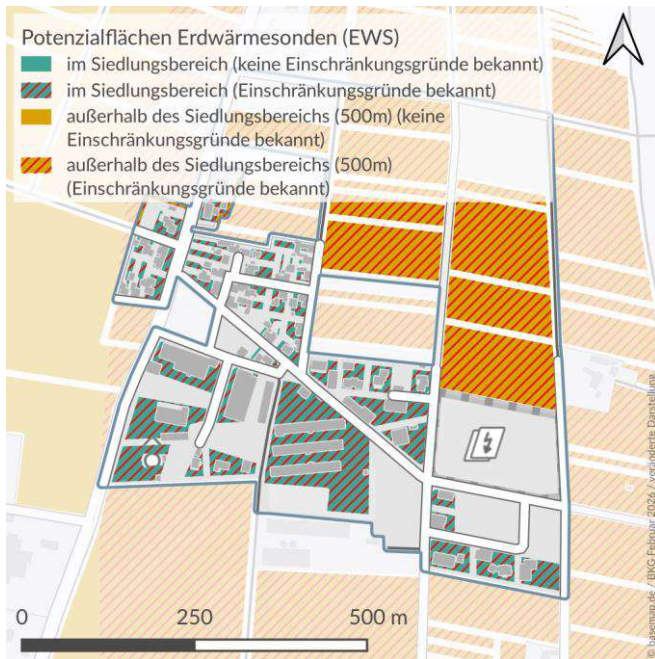 Potenzialflächen Erdwärmesonden (EWS)
im Siedlungsbereich (keine Einschränkungsgründe bekannt)
im Siedlungsbereich (Einschränkungsgründe bekannt)
außerhalb des Siedlungsbereichs (500m) (keine
Einschränkungsgründe bekannt)
außerhalb des Siedlungsbereichs (500m)
(Einschränkungsgründe bekannt)
0 250 500 m
© basemap.de / BKG Februar 2026 / veränderte Darstellung